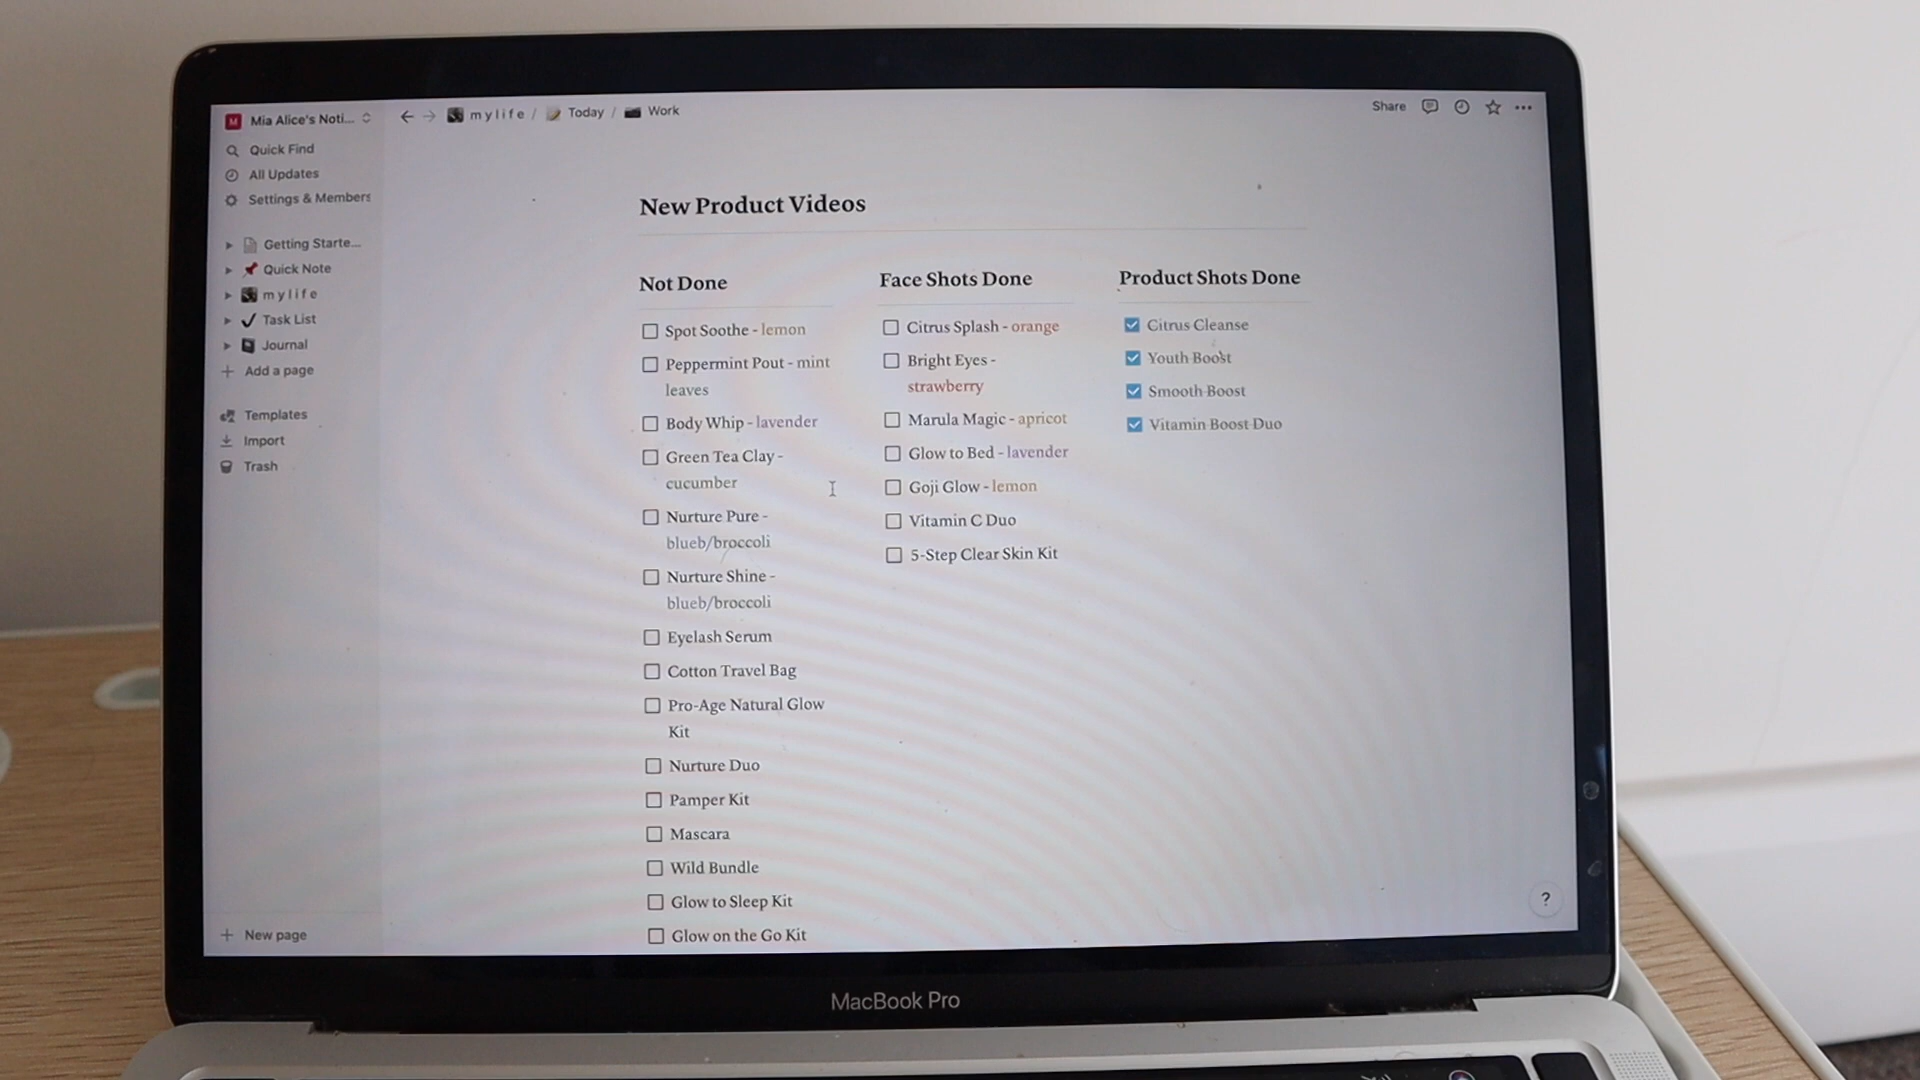 Mia Alice's Noti...
Quick Find
All Updates
Settings & Members
Getting Starte...
Quick Note
m y l i f e
Task List
Journal
Add a page
Templates
Import
Trash
New page
m y l i f e / Today / Work
Share
New Product Videos
Not Done
Spot Soothe - lemon
Peppermint Pout - mint
leaves
Body Whip - lavender
Green Tea Clay -
cucumber
Nurture Pure -
blueb/broccoli
Nurture Shine -
blueb/broccoli
Eyelash Serum
Cotton Travel Bag
Pro-Age Natural Glow
Kit
Nurture Duo
Pamper Kit
Mascara
Wild Bundle
Glow to Sleep Kit
Glow on the Go Kit
Face Shots Done
Citrus Splash - orange
Bright Eyes -
strawberry
Marula Magic - apricot
Glow to Bed - lavender
Goji Glow - lemon
Vitamin C Duo
5-Step Clear Skin Kit
Product Shots Done
Citrus Cleanse
Youth Boost
Smooth Boost
Vitamin Boost Duo
?
MacBook Pro